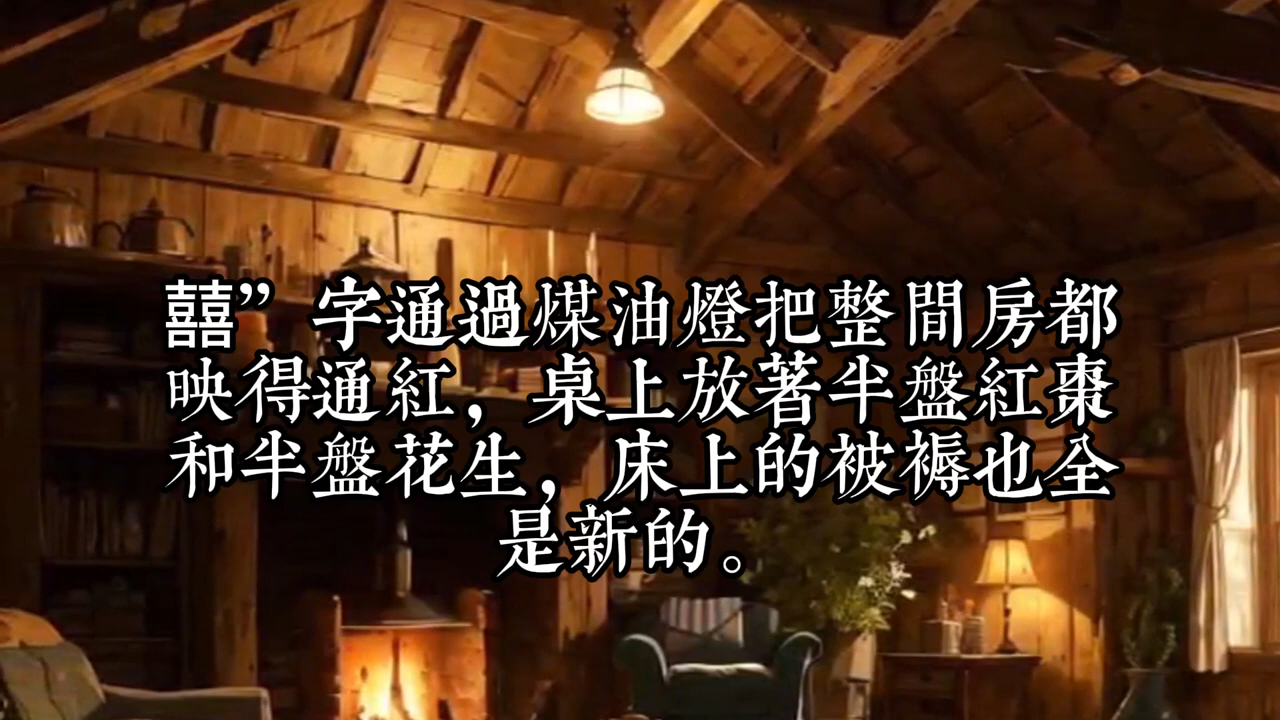 囍”字通過煤油燈把整間房都
映得通紅，桌上放著半盤紅棗
和半盤花生，床上的被褥也全
是新的。